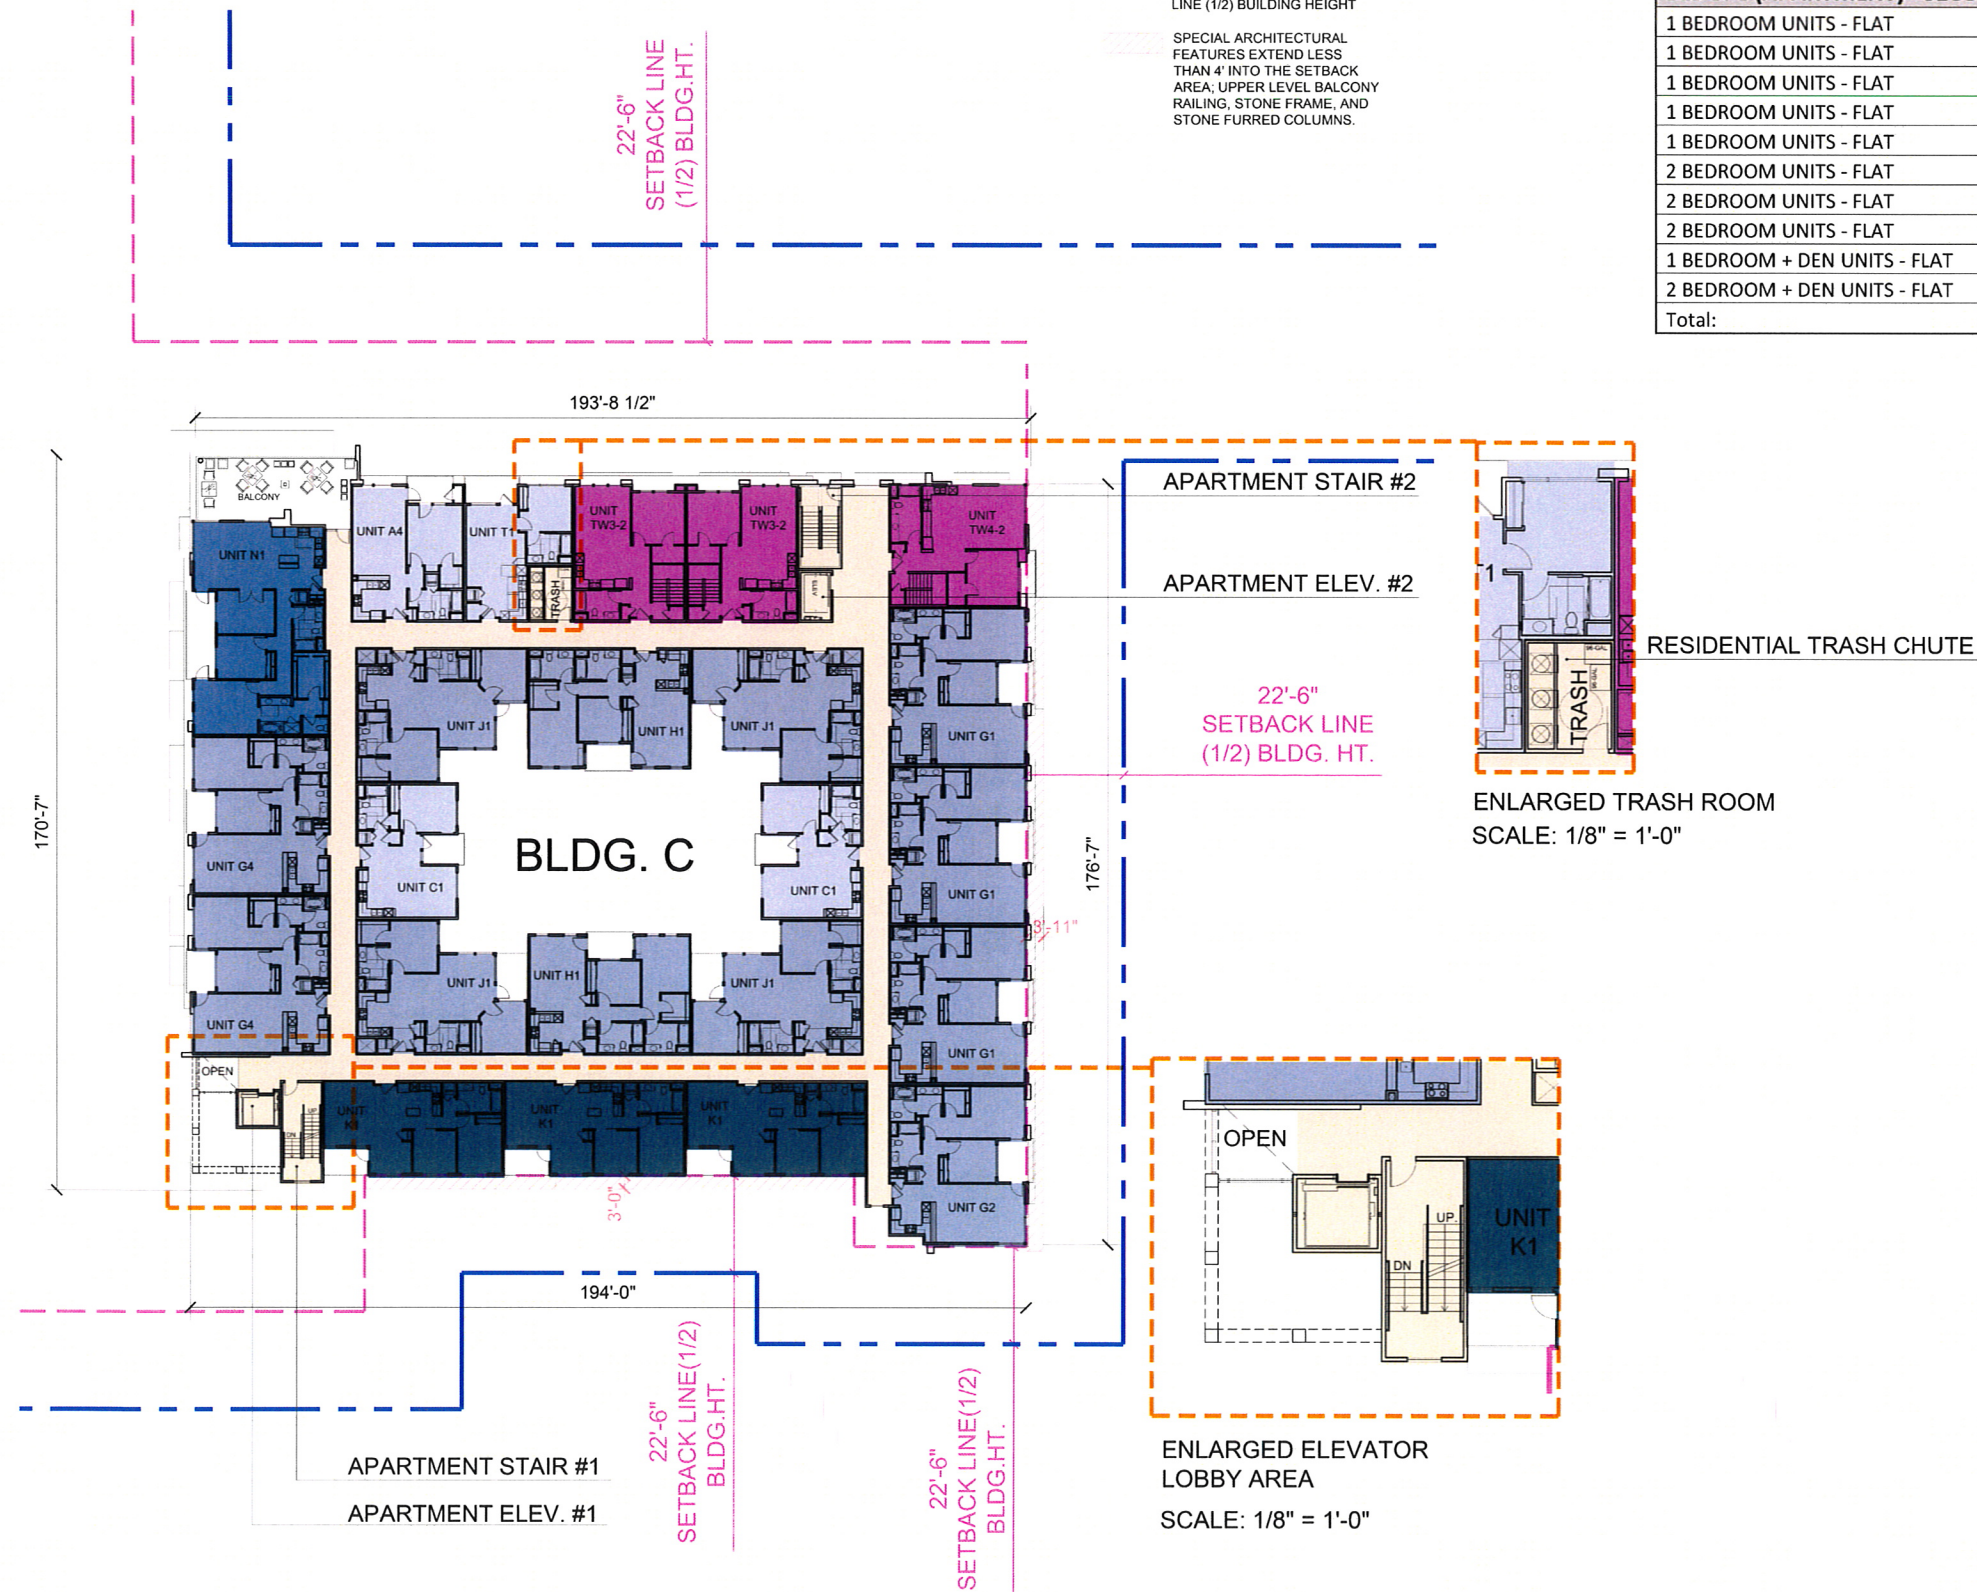 LINE (1/2) BUILDING HEIGHT
SPECIAL ARCHITECTURAL
FEATURES EXTEND LESS
THAN 4' INTO THE SETBACK
AREA; UPPER LEVEL BALCONY
RAILING, STONE FRAME, AND
STONE FURRED COLUMNS.
1 BEDROOM UNITS - FLAT
1 BEDROOM UNITS - FLAT
1 BEDROOM UNITS - FLAT
1 BEDROOM UNITS - FLAT
1 BEDROOM UNITS - FLAT
2 BEDROOM UNITS - FLAT
2 BEDROOM UNITS - FLAT
2 BEDROOM UNITS - FLAT
1 BEDROOM + DEN UNITS - FLAT
2 BEDROOM + DEN UNITS - FLAT
Total:
22'-6"
SETBACK LINE
(1/2) BLDG.HT.
193'-8 1/2"
170'-7"
BALCONY
UNIT N1
UNIT A4
UNIT T1
TRASH
UNIT
TW3-2
UNIT
TW3-2
ELEV
UNIT
TW4-2
APARTMENT STAIR #2
APARTMENT ELEV. #2
1
96-GAL
96-GAL
TRASH
RESIDENTIAL TRASH CHUTE
ENLARGED TRASH ROOM
SCALE: 1/8" = 1'-0"
22'-6"
SETBACK LINE
(1/2) BLDG. HT.
UNIT J1
UNIT H1
UNIT J1
UNIT G1
UNIT G4
UNIT C1
BLDG. C
UNIT C1
UNIT G1
176'-7"
3'-11"
UNIT J1
UNIT H1
UNIT J1
UNIT G4
UNIT G1
OPEN
UP
DN
UNIT
K1
UNIT
K1
UNIT
K1
UNIT G2
3'-0"
194'-0"
OPEN
UP.
DN
UNIT
K1
ENLARGED ELEVATOR
LOBBY AREA
SCALE: 1/8" = 1'-0"
APARTMENT STAIR #1
APARTMENT ELEV. #1
22'-6"
SETBACK LINE(1/2)
BLDG.HT.
22'-6"
SETBACK LINE(1/2)
BLDG.HT.